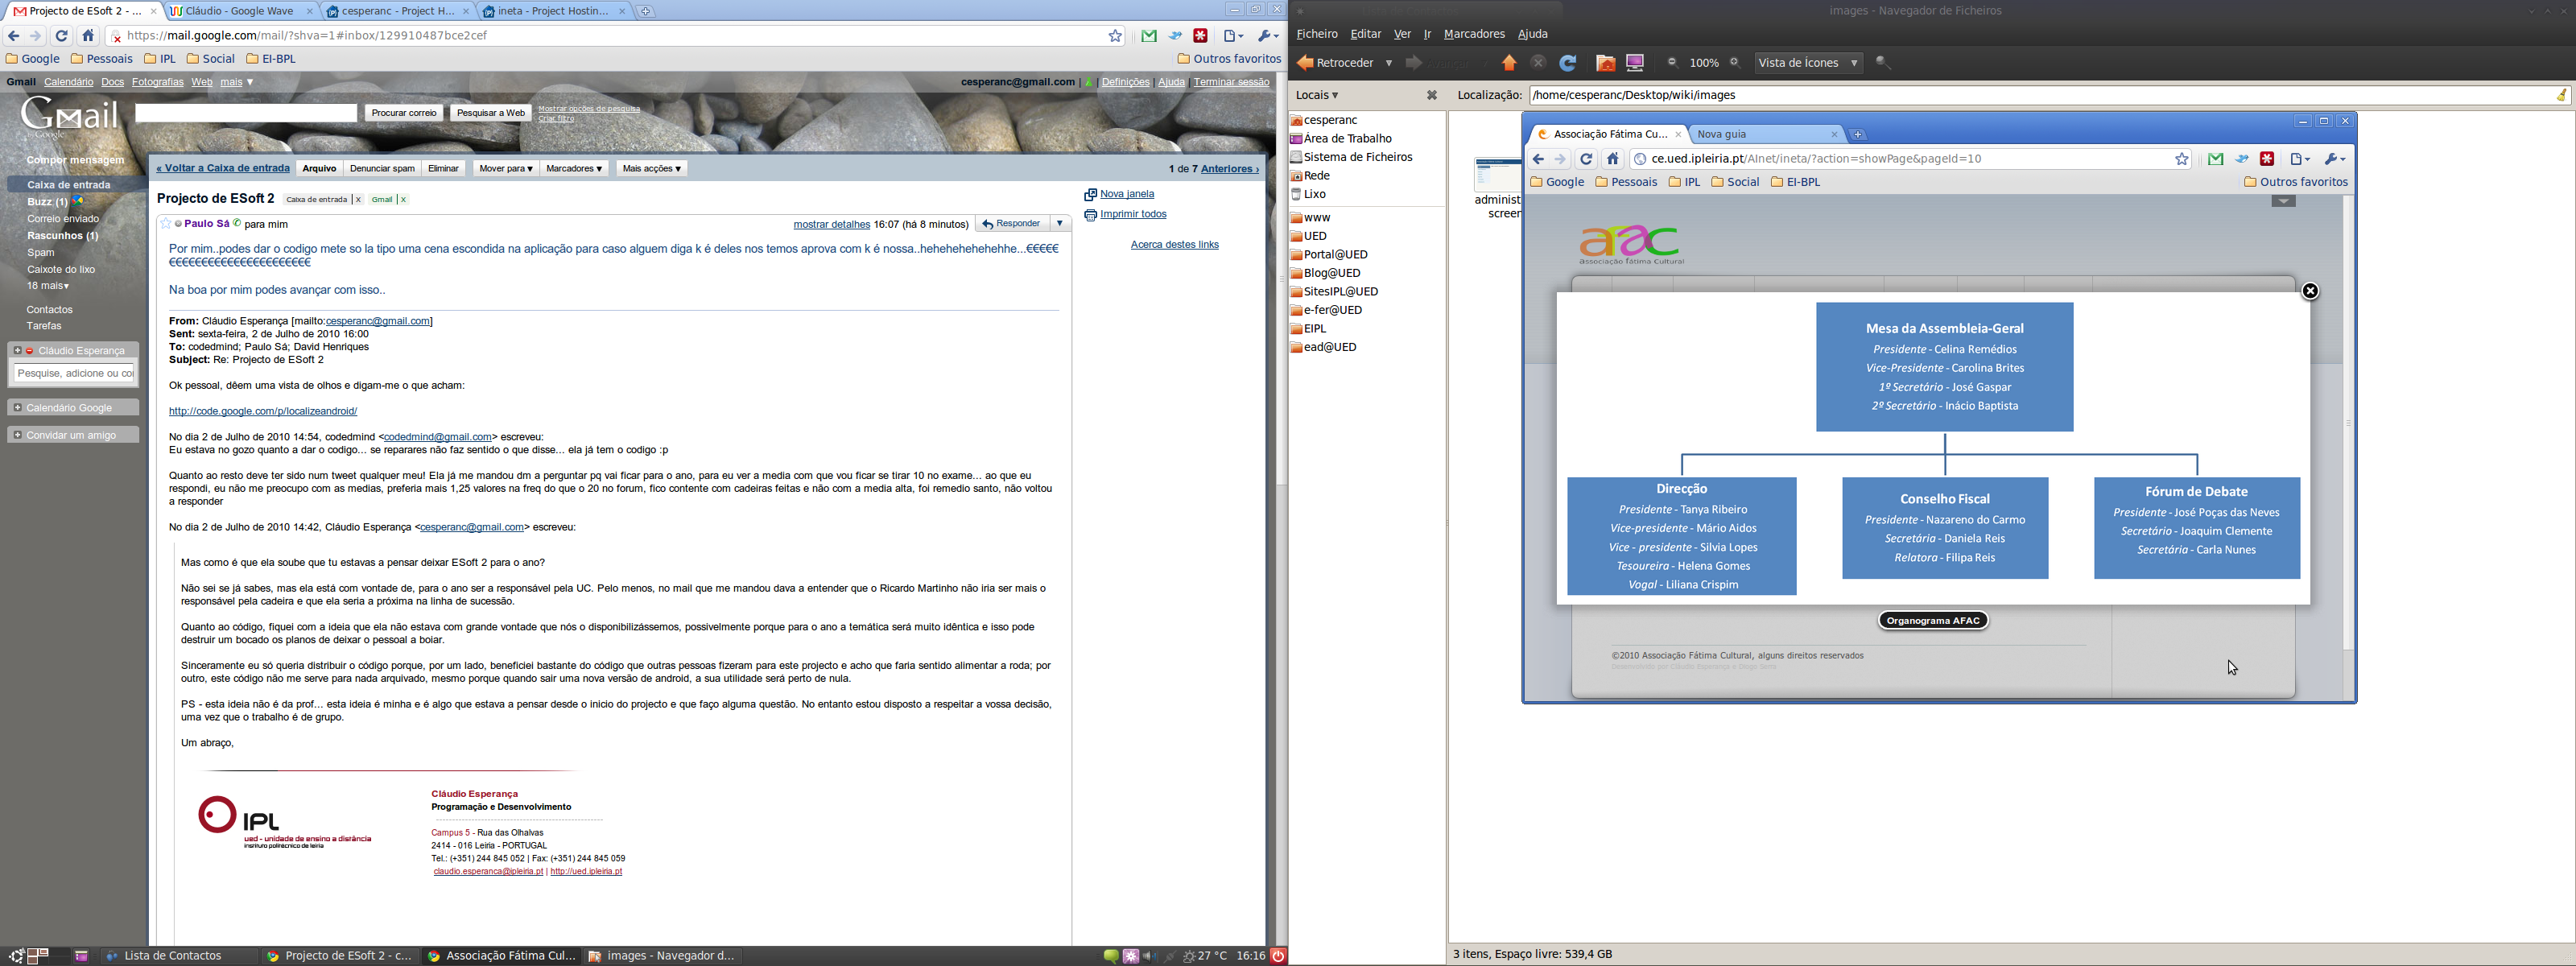 Projecto de ESoft 2 - ...
Cláudio - Google Wave
cesperanc - Project H...
ineta - Project Hostin...
https://mail.google.com/mail/?shva=1#inbox/129910487bce2cef
Google
Pessoais
IPL
Social
EI-BPL
Outros favoritos
Gmail Calendário Docs Fotografias Web mais ▼
cesperanc@gmail.com | | Definições | Ajuda | Terminar sessão
Gmail
by Google
Procurar correio
Pesquisar a Web
Mostrar opções de pesquisa
Criar filtro
Compor mensagem
Caixa de entrada
Buzz (1)
Correio enviado
Rascunhos (1)
Spam
Caixote do lixo
18 mais▾
Contactos
Tarefas
Cláudio Esperança
Pesquise, adicione ou co
Calendário Google
Convidar um amigo
« Voltar a Caixa de entrada
Arquivo
Denunciar spam
Eliminar
Mover para ▾
Marcadores ▾
Mais acções ▾
1 de 7 Anteriores ›
Projecto de ESoft 2
Caixa de entrada | X
Gmail | X
Nova janela
Imprimir todos
Acerca destes links
Paulo Sá para mim
mostrar detalhes 16:07 (há 8 minutos)
Responder
Por mim..podes dar o codigo mete so la tipo uma cena escondida na aplicação para caso alguem diga k é deles nos temos aprova com k é nossa..hehehehehehehhe...€€€€€
€€€€€€€€€€€€€€€€€€€€€€
Na boa por mim podes avançar com isso..
From: Cláudio Esperança [mailto:cesperanc@gmail.com]
Sent: sexta-feira, 2 de Julho de 2010 16:00
To: codedmind; Paulo Sá; David Henriques
Subject: Re: Projecto de ESoft 2
Ok pessoal, dêem uma vista de olhos e digam-me o que acham:
http://code.google.com/p/localizeandroid/
No dia 2 de Julho de 2010 14:54, codedmind <codedmind@gmail.com> escreveu:
Eu estava no gozo quanto a dar o codigo... se reparares não faz sentido o que disse... ela já tem o codigo :p
Quanto ao resto deve ter sido num tweet qualquer meu! Ela já me mandou dm a perguntar pq vai ficar para o ano, para eu ver a media com que vou ficar se tirar 10 no exame... ao que eu
respondi, eu não me preocupo com as medias, preferia mais 1,25 valores na freq do que o 20 no forum, fico contente com cadeiras feitas e não com a media alta, foi remedio santo, não voltou
a responder
No dia 2 de Julho de 2010 14:42, Cláudio Esperança <cesperanc@gmail.com> escreveu:
Mas como é que ela soube que tu estavas a pensar deixar ESoft 2 para o ano?
Não sei se já sabes, mas ela está com vontade de, para o ano ser a responsável pela UC. Pelo menos, no mail que me mandou dava a entender que o Ricardo Martinho não iria ser mais o
responsável pela cadeira e que ela seria a próxima na linha de sucessão.
Quanto ao código, fiquei com a ideia que ela não estava com grande vontade que nós o disponibilizássemos, possivelmente porque para o ano a temática será muito idêntica e isso pode
destruir um bocado os planos de deixar o pessoal a boiar.
Sinceramente eu só queria distribuir o código porque, por um lado, beneficiei bastante do código que outras pessoas fizeram para este projecto e acho que faria sentido alimentar a roda; por
outro, este código não me serve para nada arquivado, mesmo porque quando sair uma nova versão de android, a sua utilidade será perto de nula.
PS - esta ideia não é da prof... esta ideia é minha e é algo que estava a pensar desde o inicio do projecto e que faço alguma questão. No entanto estou disposto a respeitar a vossa decisão,
uma vez que o trabalho é de grupo.
Um abraço,
IPL
ued - unidade de ensino a distância
instituto politécnico de leiria
Cláudio Esperança
Programação e Desenvolvimento
Campus 5 - Rua das Olhalvas
2414 - 016 Leiria - PORTUGAL
Tel.: (+351) 244 845 052 | Fax: (+351) 244 845 059
claudio.esperanca@ipleiria.pt | http://ued.ipleiria.pt
Lista de Contactos
Projecto de ESoft 2 - c...
Associação Fátima Cul...
images - Navegador d...
27 °C
16:16
images - Navegador de Ficheiros
Ficheiro Editar Ver Ir Marcadores Ajuda
Retroceder
100%
Vista de Ícones
Locais ▾
Localização: /home/cesperanc/Desktop/wiki/images
cesperanc
Área de Trabalho
Sistema de Ficheiros
Rede
Lixo
www
UED
Portal@UED
Blog@UED
SitesIPL@UED
e-fer@UED
EIPL
ead@UED
administ
screen
3 itens, Espaço livre: 539,4 GB
Associação Fátima Cu...
Nova guia
ce.ued.ipleiria.pt/AInet/ineta/?action=showPage&pageId=10
Google
Pessoais
IPL
Social
EI-BPL
Outros favoritos
afac
associação fátima cultural
Mesa da Assembleia-Geral
Presidente - Celina Remédios
Vice-Presidente - Carolina Brites
1º Secretário - José Gaspar
2º Secretário - Inácio Baptista
Direcção
Presidente - Tanya Ribeiro
Vice-presidente - Mário Aidos
Vice - presidente - Silvia Lopes
Tesoureira - Helena Gomes
Vogal - Liliana Crispim
Conselho Fiscal
Presidente - Nazareno do Carmo
Secretária - Daniela Reis
Relatora - Filipa Reis
Fórum de Debate
Presidente - José Poças das Neves
Secretário - Joaquim Clemente
Secretária - Carla Nunes
Organograma AFAC
©2010 Associação Fátima Cultural, alguns direitos reservados